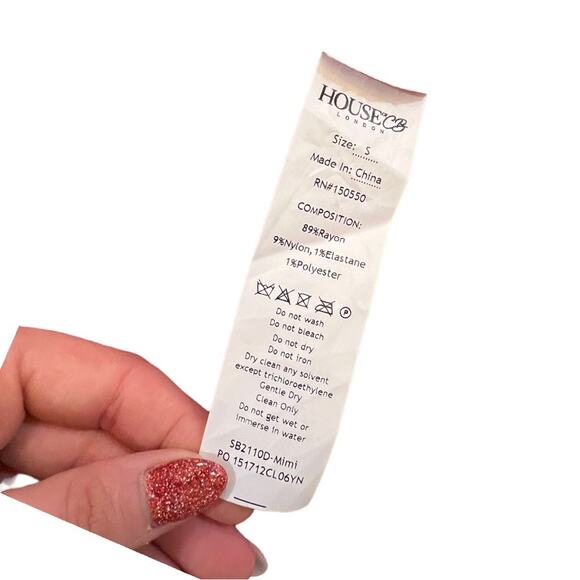 HOUSE OF CB
LONDON
Size: S
Made In: China
RN#150550
COMPOSITION:
89%Rayon
9%Nylon, 1%Elastane
1%Polyester
P
Do not wash
Do not bleach
Do not dry
Do not iron
Dry clean any solvent
except trichloroethylene
Gentle Dry
Clean Only
Do not get wet or
immerse in water
SB2110D-Mimi
PO 151712CL06YN